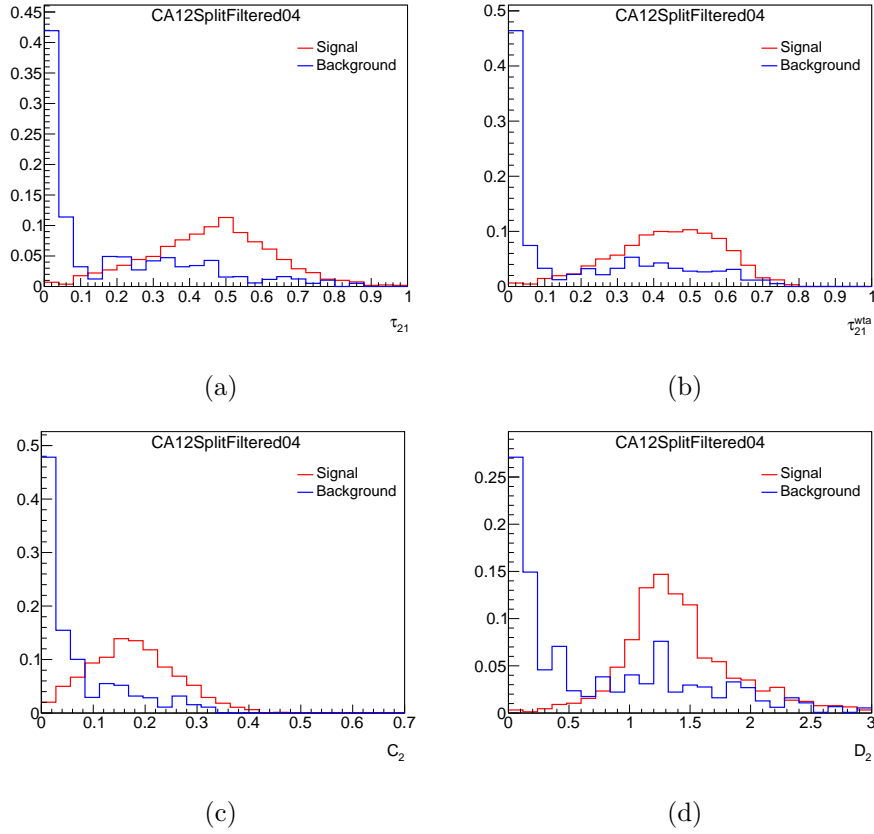 CA12SplitFiltered04
Signal
Background
0.45
0.4
0.35
0.3
0.25
0.2
0.15
0.1
0.05
0
0 0.1 0.2 0.3 0.4 0.5 0.6 0.7 0.8 0.9 1
τ21
(a)
CA12SplitFiltered04
Signal
Background
0.5
0.4
0.3
0.2
0.1
0
0 0.1 0.2 0.3 0.4 0.5 0.6 0.7 0.8 0.9 1
τ21^wta
(b)
CA12SplitFiltered04
Signal
Background
0.5
0.4
0.3
0.2
0.1
0
0 0.1 0.2 0.3 0.4 0.5 0.6 0.7
C2
(c)
CA12SplitFiltered04
Signal
Background
0.25
0.2
0.15
0.1
0.05
0
0 0.5 1 1.5 2 2.5 3
D2
(d)